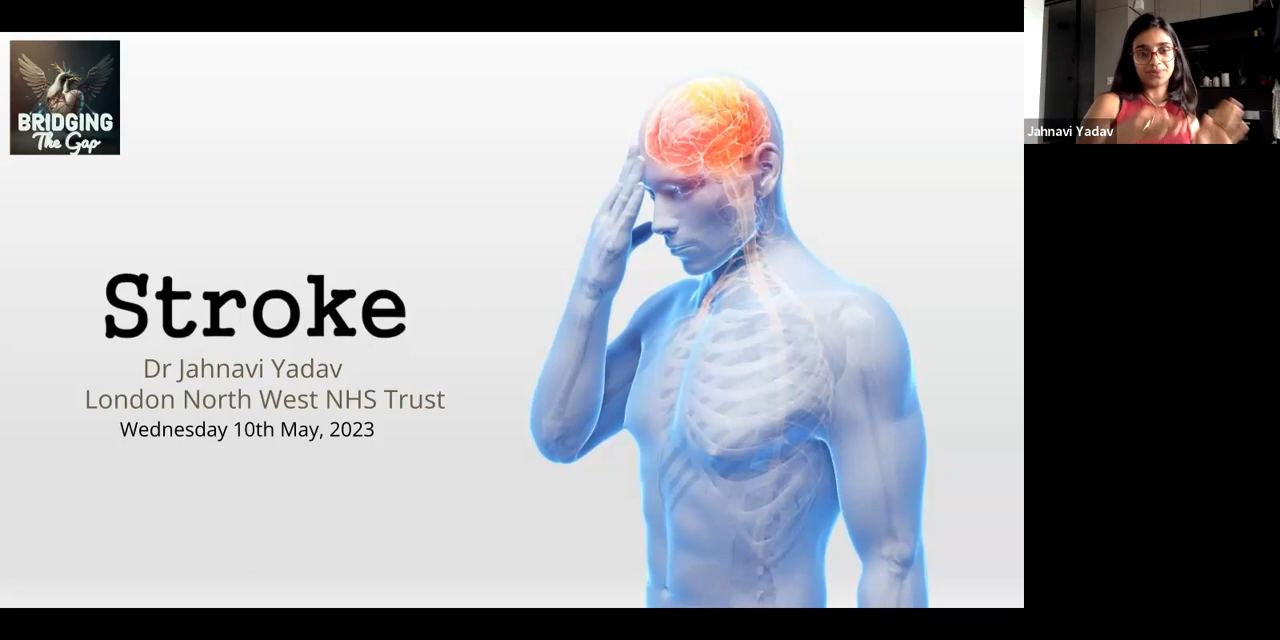 BRIDGING
The Gap
Stroke
Dr Jahnavi Yadav
London North West NHS Trust
Wednesday 10th May, 2023
Jahnavi Yadav